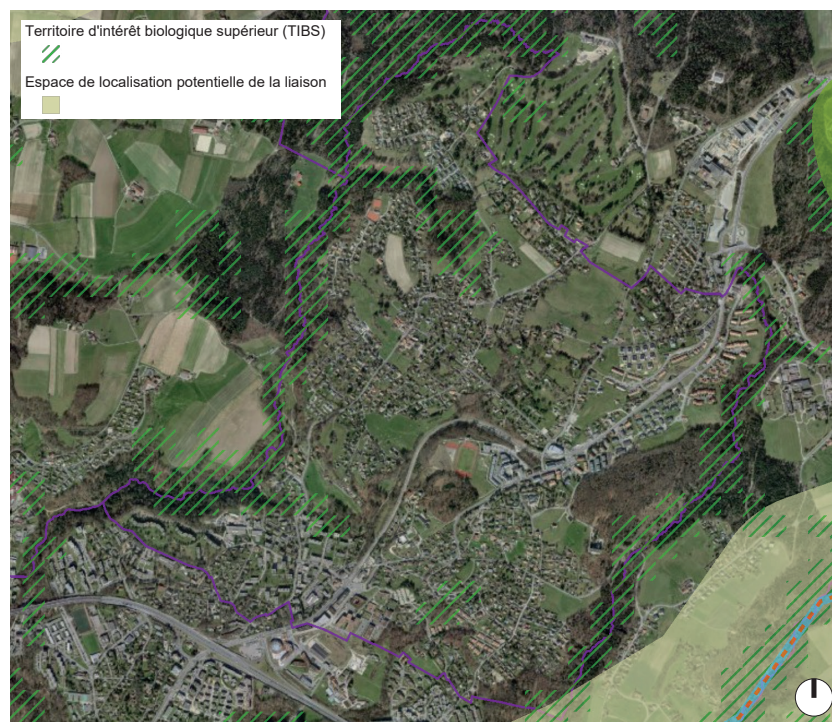 Territoire d'intérêt biologique supérieur (TIBS)
Espace de localisation potentielle de la liaison